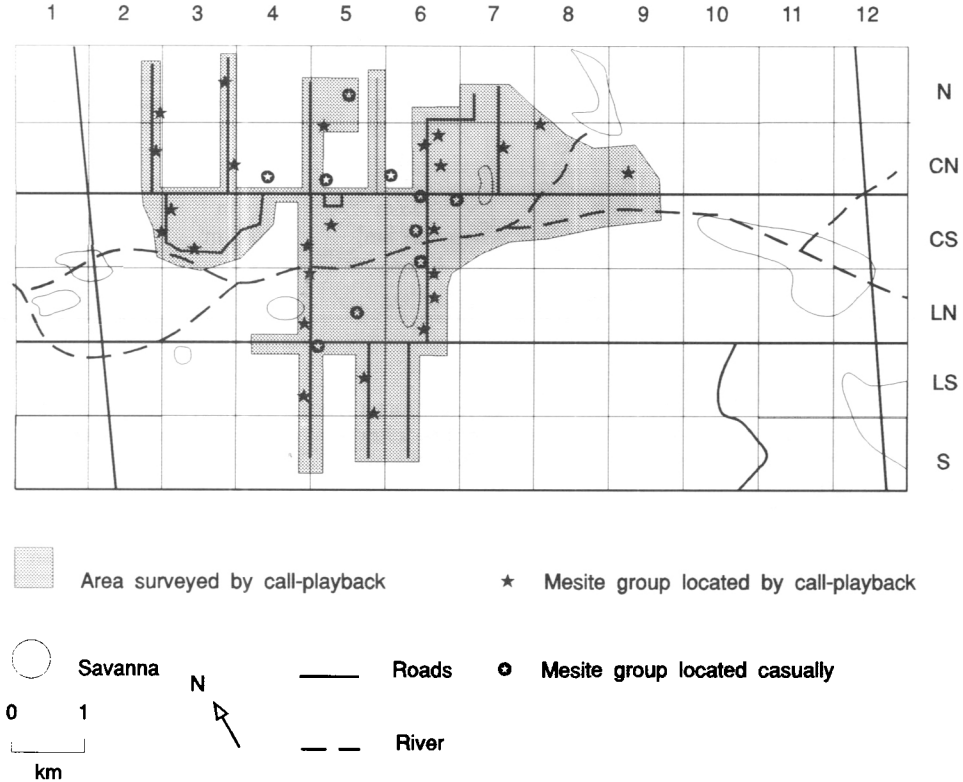 1 2 3 4 5 6 7 8 9 10 11 12
N
CN
CS
LN
LS
S
Area surveyed by call-playback
Mesite group located by call-playback
Savanna
N
Roads
Mesite group located casually
0 1
River
km